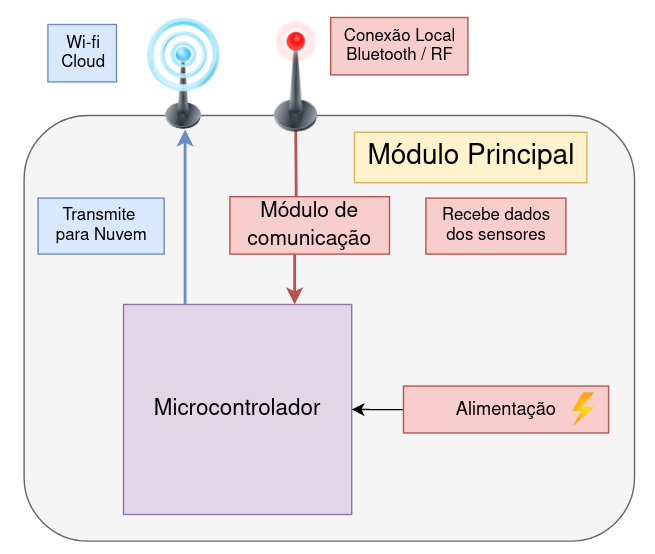 Wi-fi
Cloud
Conexão Local
Bluetooth / RF
Módulo Principal
Transmite
para Nuvem
Módulo de
comunicação
Recebe dados
dos sensores
Microcontrolador
Alimentação